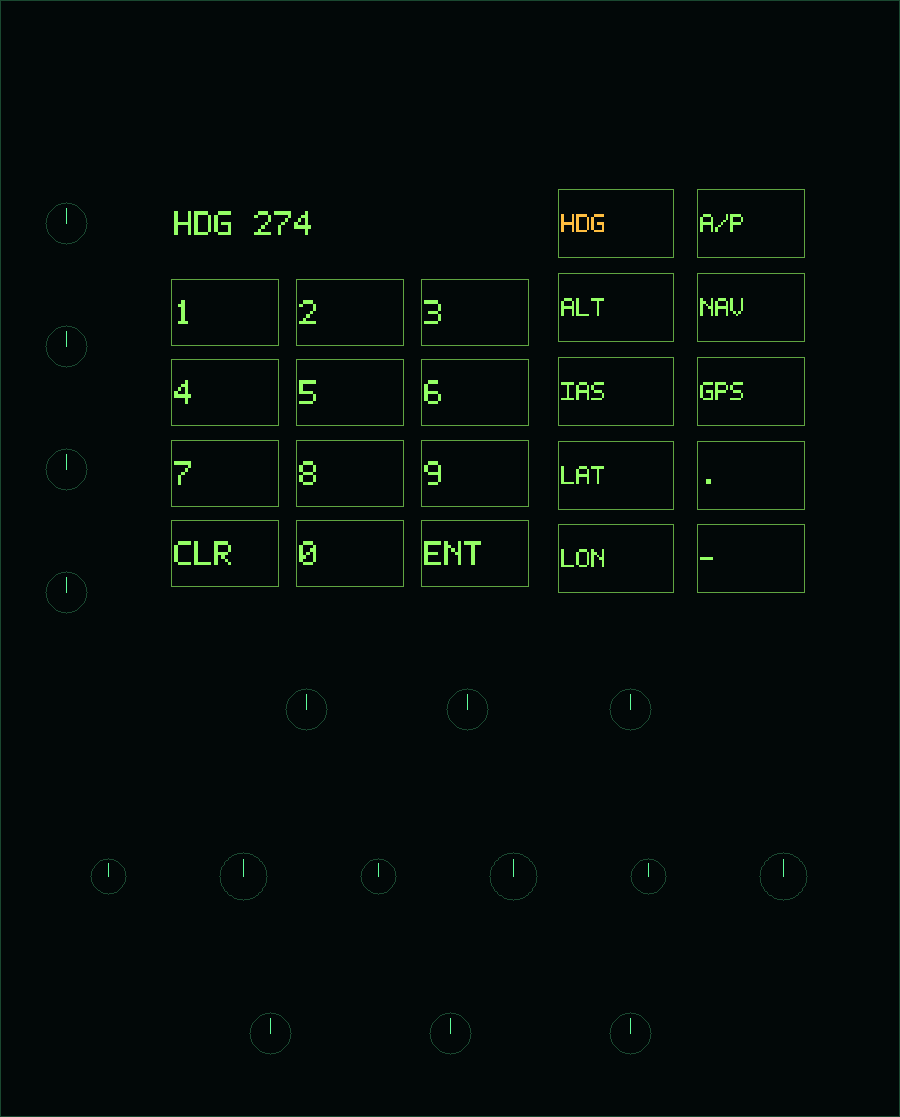 HDG 274 HDG A/P
1 2 3 ALT NAV
4 5 6 IAS GPS
7 8 9 LAT .
CLR 0 ENT LON -